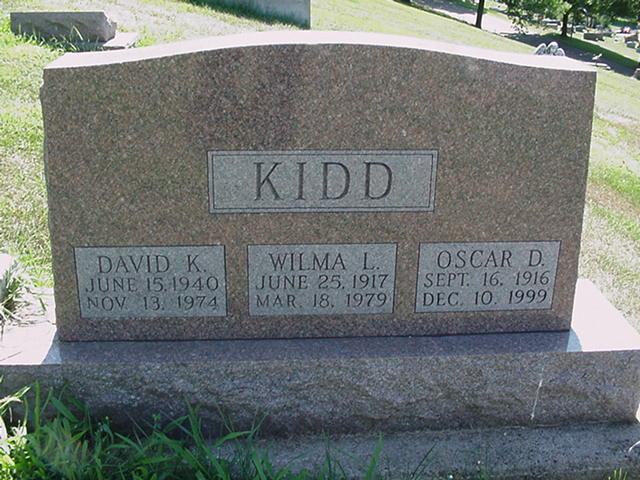 KIDD
DAVID K.
JUNE 15, 1940
NOV. 13, 1974
WILMA L.
JUNE 25, 1917
MAR. 18, 1979
OSCAR D.
SEPT. 16, 1916
DEC. 10, 1999